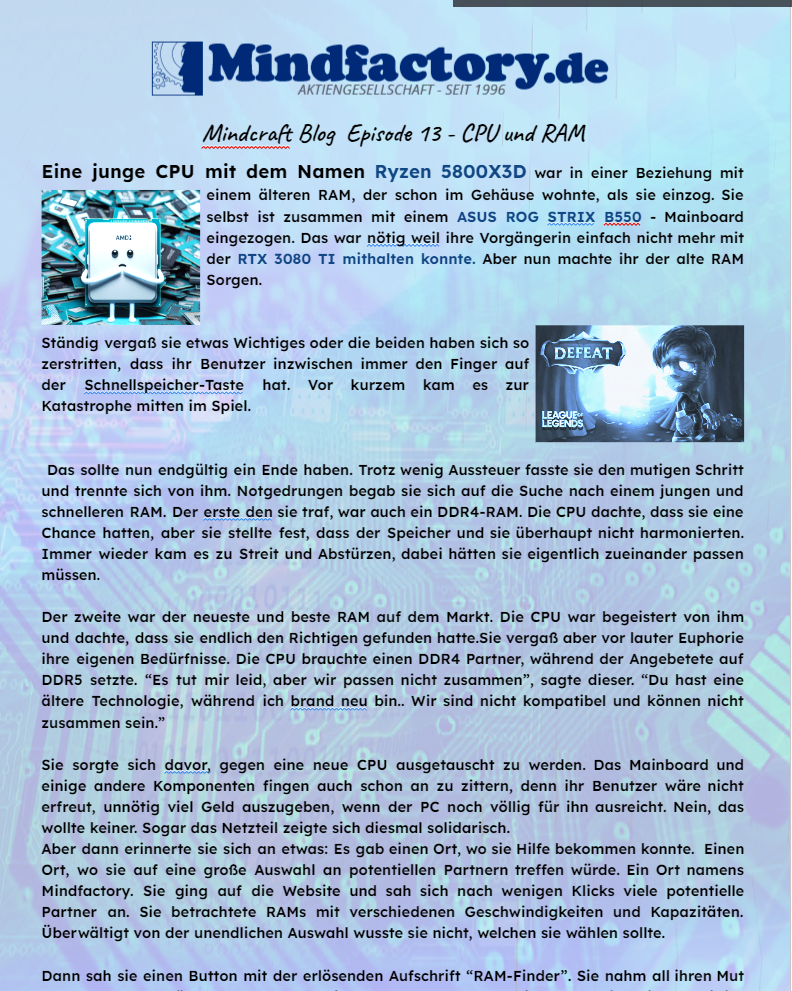 Mindfactory.de
AKTIENGESELLSCHAFT - SEIT 1996
Mindcraft Blog Episode 13 - CPU und RAM
Eine junge CPU mit dem Namen Ryzen 5800X3D war in einer Beziehung mit
einem älteren RAM, der schon im Gehäuse wohnte, als sie einzog. Sie
selbst ist zusammen mit einem ASUS ROG STRIX B550 - Mainboard
eingezogen. Das war nötig weil ihre Vorgängerin einfach nicht mehr mit
der RTX 3080 TI mithalten konnte. Aber nun machte ihr der alte RAM
Sorgen.
AMD
Ständig vergaß sie etwas Wichtiges oder die beiden haben sich so
zerstritten, dass ihr Benutzer inzwischen immer den Finger auf
der Schnellspeicher-Taste hat. Vor kurzem kam es zur
Katastrophe mitten im Spiel.
DEFEAT
LEAGUE OF
LEGENDS
Das sollte nun endgültig ein Ende haben. Trotz wenig Aussteuer fasste sie den mutigen Schritt
und trennte sich von ihm. Notgedrungen begab sie sich auf die Suche nach einem jungen und
schnelleren RAM. Der erste den sie traf, war auch ein DDR4-RAM. Die CPU dachte, dass sie eine
Chance hatten, aber sie stellte fest, dass der Speicher und sie überhaupt nicht harmonierten.
Immer wieder kam es zu Streit und Abstürzen, dabei hätten sie eigentlich zueinander passen
müssen.
Der zweite war der neueste und beste RAM auf dem Markt. Die CPU war begeistert von ihm
und dachte, dass sie endlich den Richtigen gefunden hatte.Sie vergaß aber vor lauter Euphorie
ihre eigenen Bedürfnisse. Die CPU brauchte einen DDR4 Partner, während der Angebetete auf
DDR5 setzte. “Es tut mir leid, aber wir passen nicht zusammen”, sagte dieser. “Du hast eine
ältere Technologie, während ich brand neu bin.. Wir sind nicht kompatibel und können nicht
zusammen sein.”
Sie sorgte sich davor, gegen eine neue CPU ausgetauscht zu werden. Das Mainboard und
einige andere Komponenten fingen auch schon an zu zittern, denn ihr Benutzer wäre nicht
erfreut, unnötig viel Geld auszugeben, wenn der PC noch völlig für ihn ausreicht. Nein, das
wollte keiner. Sogar das Netzteil zeigte sich diesmal solidarisch.
Aber dann erinnerte sie sich an etwas: Es gab einen Ort, wo sie Hilfe bekommen konnte. Einen
Ort, wo sie auf eine große Auswahl an potentiellen Partnern treffen würde. Ein Ort namens
Mindfactory. Sie ging auf die Website und sah sich nach wenigen Klicks viele potentielle
Partner an. Sie betrachtete RAMs mit verschiedenen Geschwindigkeiten und Kapazitäten.
Überwältigt von der unendlichen Auswahl wusste sie nicht, welchen sie wählen sollte.
Dann sah sie einen Button mit der erlösenden Aufschrift “RAM-Finder”. Sie nahm all ihren Mut